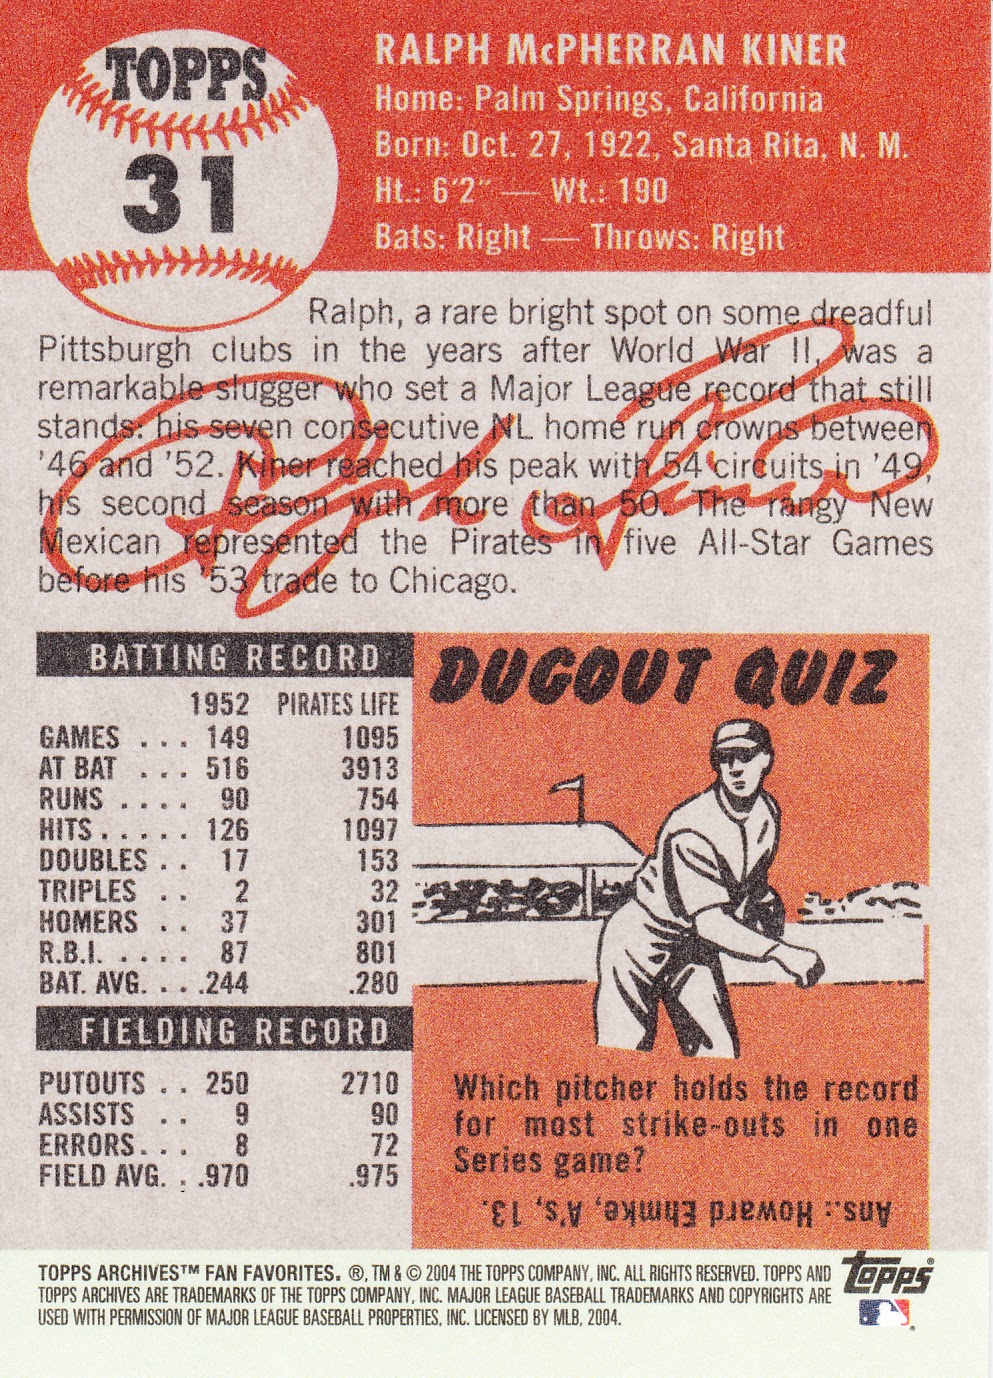 TOPPS
31
RALPH McPHERRAN KINER
Home: Palm Springs, California
Born: Oct. 27, 1922, Santa Rita, N. M.
Ht.: 6'2" — Wt.: 190
Bats: Right — Throws: Right
Ralph, a rare bright spot on some dreadful
Pittsburgh clubs in the years after World War II, was a
remarkable slugger who set a Major League record that still
stands: his seven consecutive NL home run crowns between
'46 and '52. Kiner reached his peak with 54 circuits in '49,
his second season with more than 50. The rangy New
Mexican represented the Pirates in five All-Star Games
before his '53 trade to Chicago.
Ralph Kiner
BATTING RECORD
1952 PIRATES LIFE
GAMES ... 149 1095
AT BAT ... 516 3913
RUNS .... 90 754
HITS..... 126 1097
DOUBLES .. 17 153
TRIPLES .. 2 32
HOMERS .. 37 301
R.B.I. .... 87 801
BAT. AVG. ...244 .280
FIELDING RECORD
PUTOUTS .. 250 2710
ASSISTS .. 9 90
ERRORS... 8 72
FIELD AVG. ..970 .975
DUGOUT QUIZ
Which pitcher holds the record
for most strike-outs in one
Series game?
Ans.: Howard Ehmke, A's, 13.
TOPPS ARCHIVES™ FAN FAVORITES. ®, TM & © 2004 THE TOPPS COMPANY, INC. ALL RIGHTS RESERVED. TOPPS AND
TOPPS ARCHIVES ARE TRADEMARKS OF THE TOPPS COMPANY, INC. MAJOR LEAGUE BASEBALL TRADEMARKS AND COPYRIGHTS ARE
USED WITH PERMISSION OF MAJOR LEAGUE BASEBALL PROPERTIES, INC. LICENSED BY MLB, 2004.
topps®